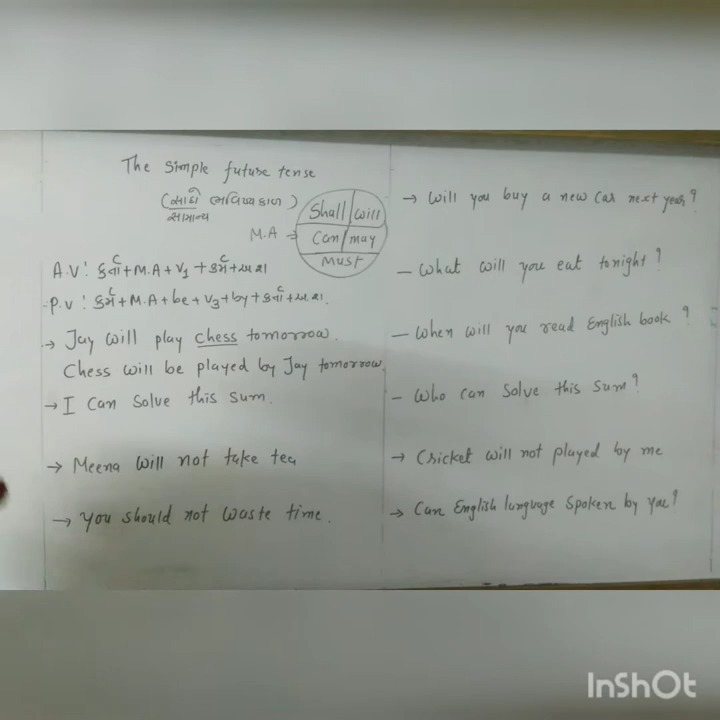 The Simple future tense
(સાદો ભવિષ્યકાળ)
સામાન્ય
M.A → Shall will
Can/may
Must
A.V : કર્તા + M.A + V1 + કર્મ + અ.શ
P.V : કર્મ + M.A + be + V3 + by + કર્તા + અ.શ.
→ Jay will play chess tomorrow.
Chess will be played by Jay tomorrow.
→ I Can Solve this Sum.
→ Meena will not take tea
→ You should not waste time.
→ Will you buy a new Car next year?
- What will you eat tonight?
- When will you read English book?
- Who can Solve this sum?
→ Cricket will not played by me
→ Can English language Spoken by you?
InShOt